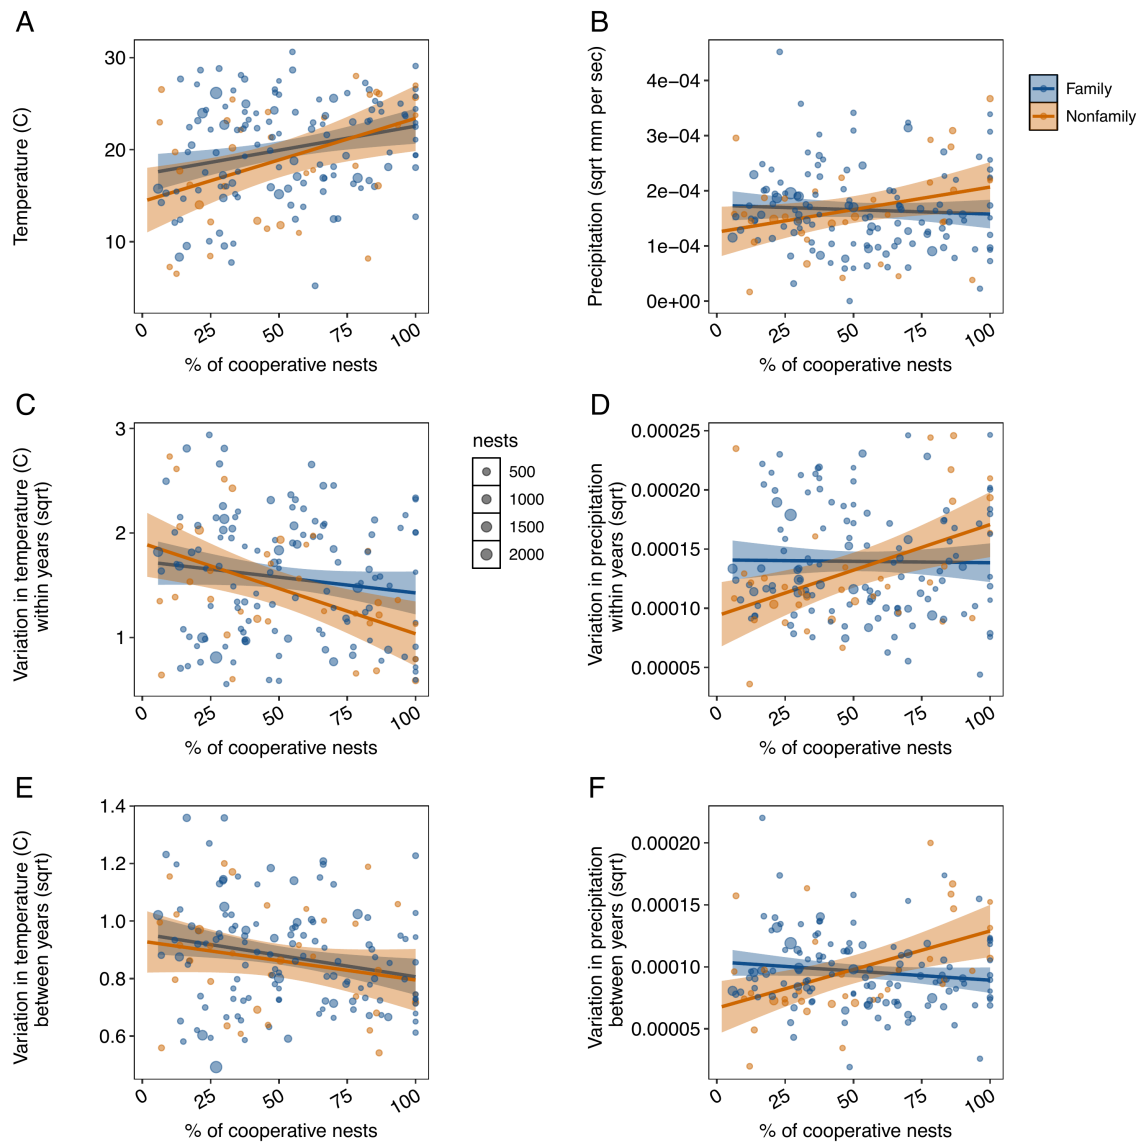 A
Temperature (C)
30
20
10
0
25
50
75
100
% of cooperative nests
B
Precipitation (sqrt mm per sec)
4e−04
3e−04
2e−04
1e−04
0e+00
0
25
50
75
100
% of cooperative nests
Family
Nonfamily
C
Variation in temperature (C)
within years (sqrt)
3
2
1
0
25
50
75
100
% of cooperative nests
nests
500
1000
1500
2000
D
Variation in precipitation
within years (sqrt)
0.00025
0.00020
0.00015
0.00010
0.00005
0
25
50
75
100
% of cooperative nests
E
Variation in temperature (C)
between years (sqrt)
1.4
1.2
1.0
0.8
0.6
0
25
50
75
100
% of cooperative nests
F
Variation in precipitation
between years (sqrt)
0.00020
0.00015
0.00010
0.00005
0
25
50
75
100
% of cooperative nests